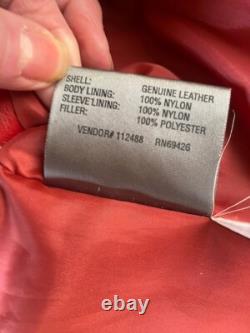 SHELL: GENUINE LEATHER
BODY LINING: 100% NYLON
SLEEVE LINING: 100% NYLON
FILLER: 100% POLYESTER
VENDOR# 112488 RN69426